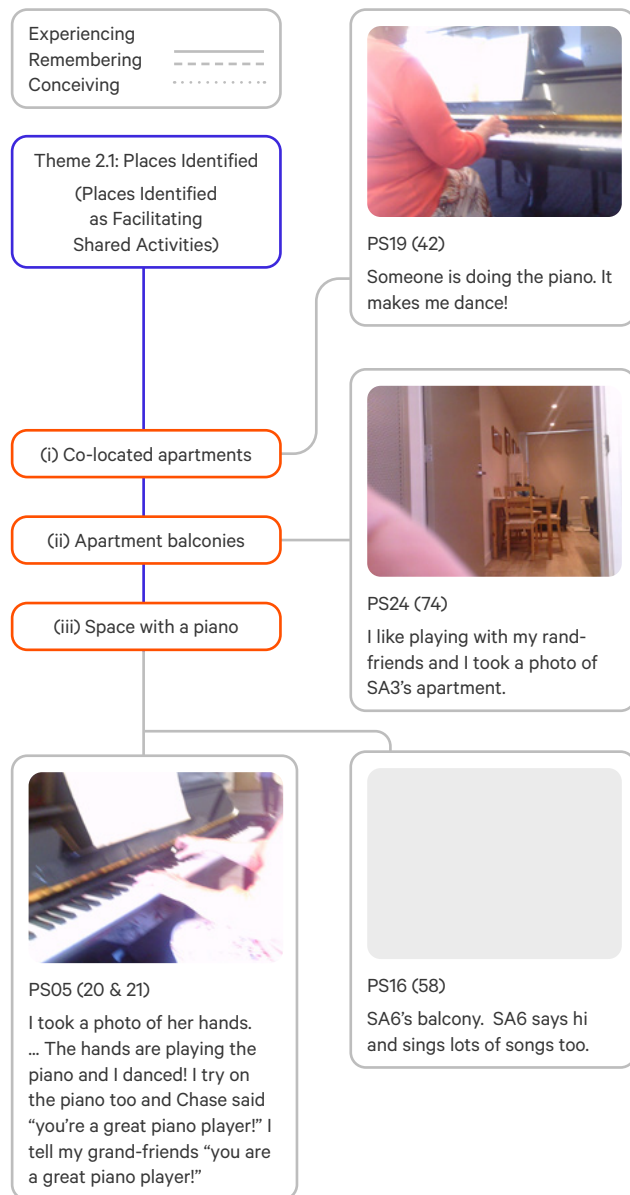 Experiencing
Remembering
Conceiving
Theme 2.1: Places Identified
(Places Identified
as Facilitating
Shared Activities)
PS19 (42)
Someone is doing the piano. It
makes me dance!
(i) Co-located apartments
(ii) Apartment balconies
(iii) Space with a piano
PS24 (74)
I like playing with my rand-
friends and I took a photo of
SA3’s apartment.
PS05 (20 & 21)
I took a photo of her hands.
… The hands are playing the
piano and I danced! I try on
the piano too and Chase said
“you’re a great piano player!” I
tell my grand-friends “you are
a great piano player!”
PS16 (58)
SA6’s balcony.  SA6 says hi
and sings lots of songs too.